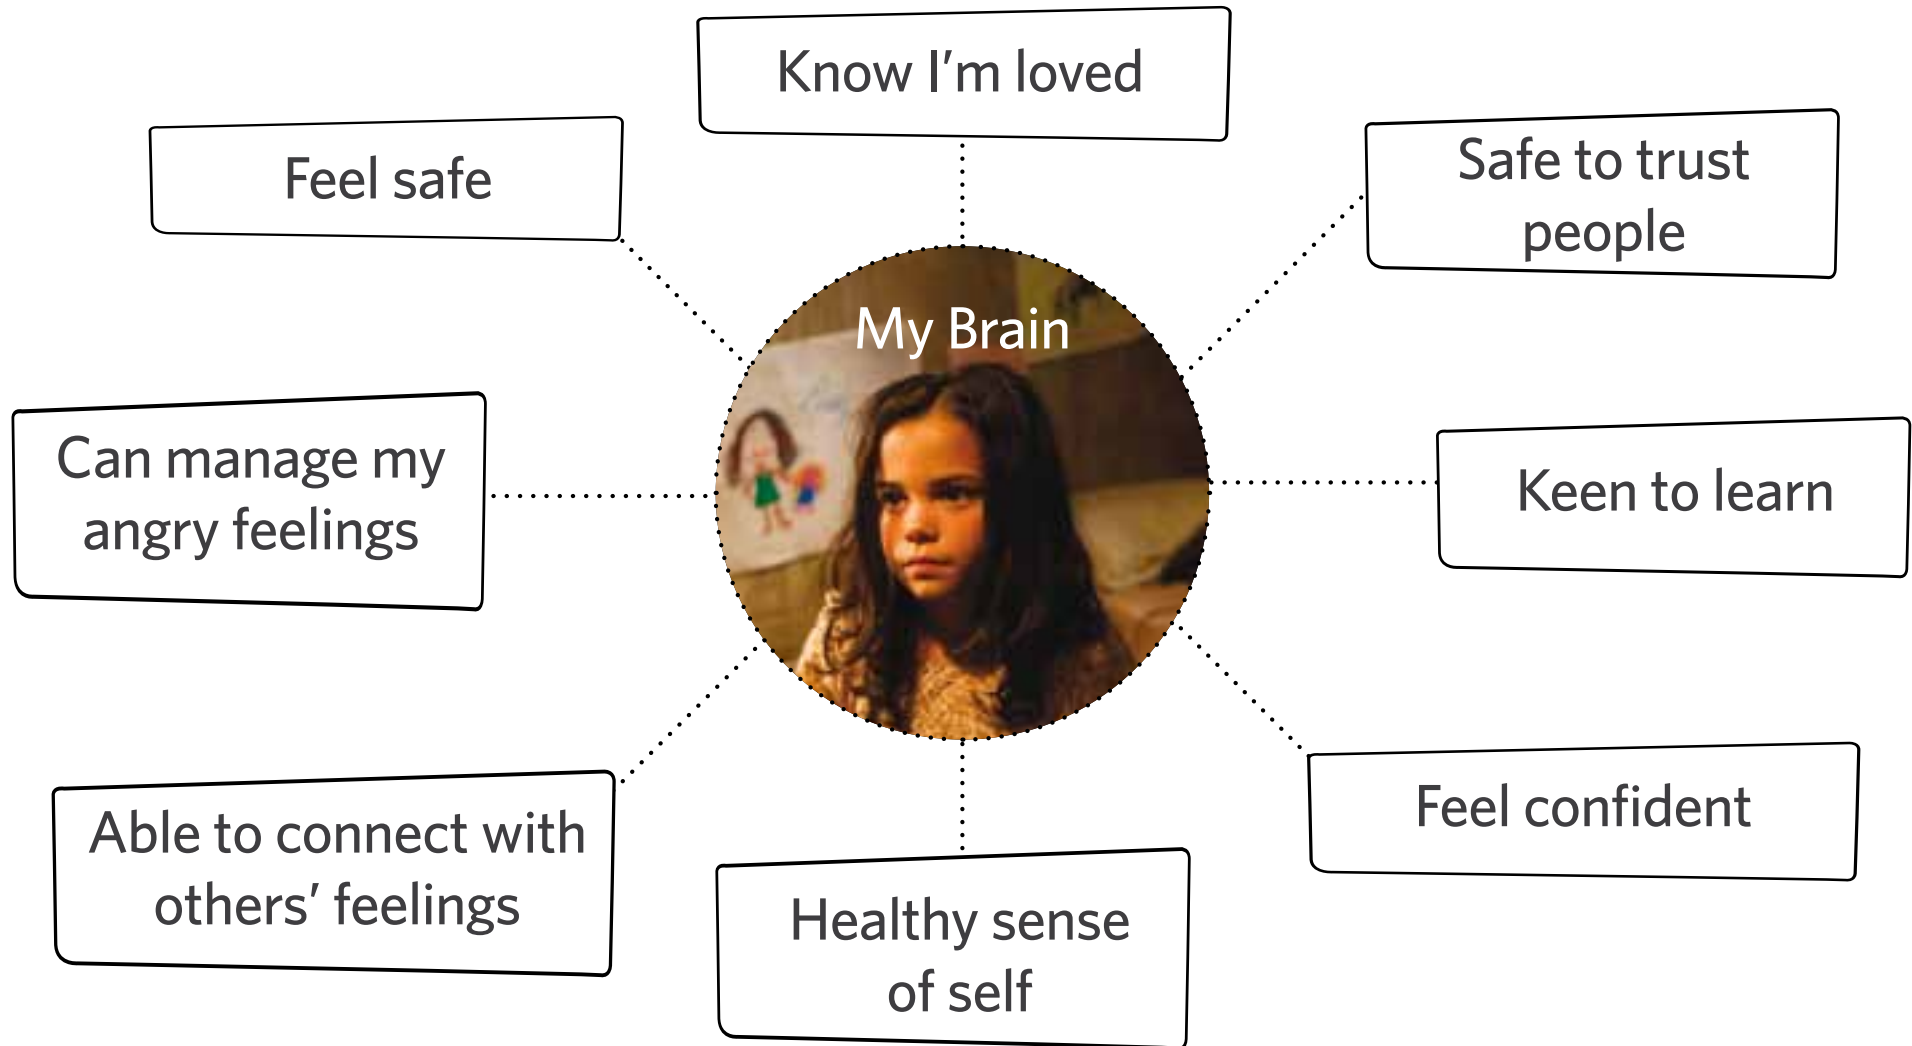 Know I'm loved
Feel safe
Safe to trust
people
My Brain
Can manage my
angry feelings
Keen to learn
Able to connect with
others’ feelings
Feel confident
Healthy sense
of self